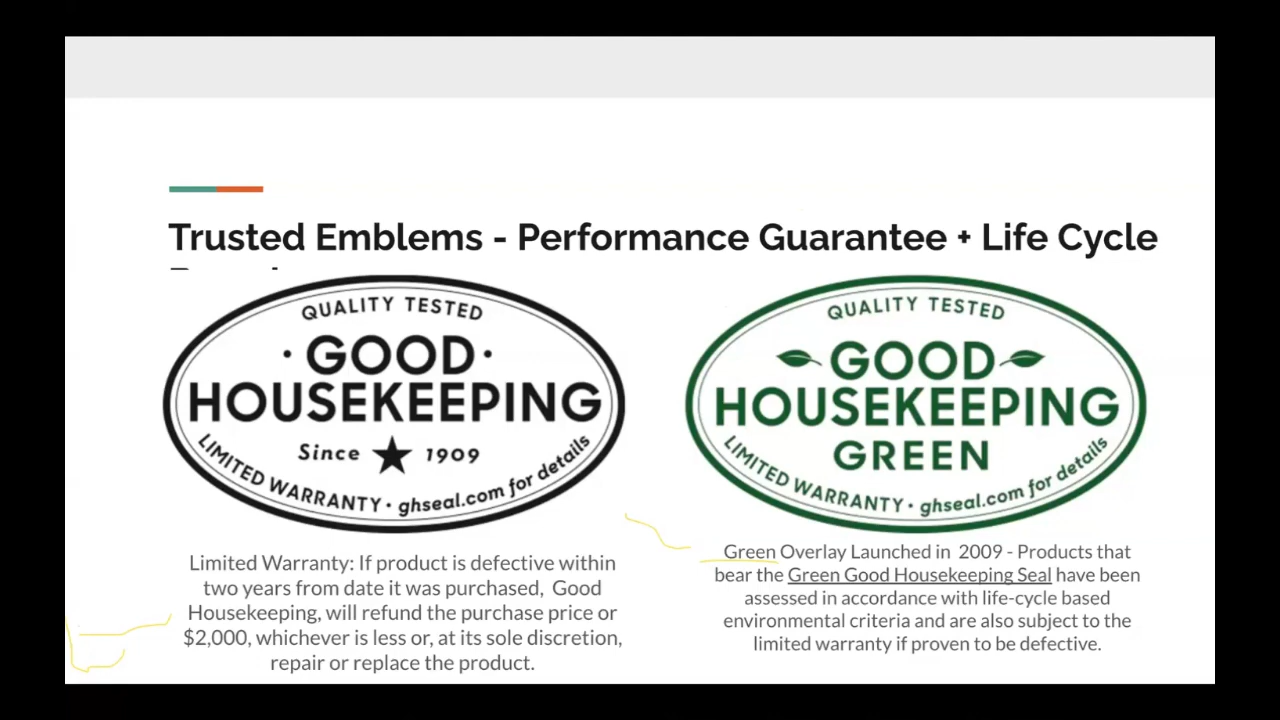 Trusted Emblems - Performance Guarantee + Life Cycle
QUALITY TESTED
· GOOD ·
HOUSEKEEPING
Since ★ 1909
LIMITED WARRANTY · ghseal.com for details
Limited Warranty: If product is defective within
two years from date it was purchased, Good
Housekeeping, will refund the purchase price or
$2,000, whichever is less or, at its sole discretion,
repair or replace the product.
QUALITY TESTED
GOOD
HOUSEKEEPING
GREEN
LIMITED WARRANTY · ghseal.com for details
Green Overlay Launched in 2009 - Products that
bear the Green Good Housekeeping Seal have been
assessed in accordance with life-cycle based
environmental criteria and are also subject to the
limited warranty if proven to be defective.